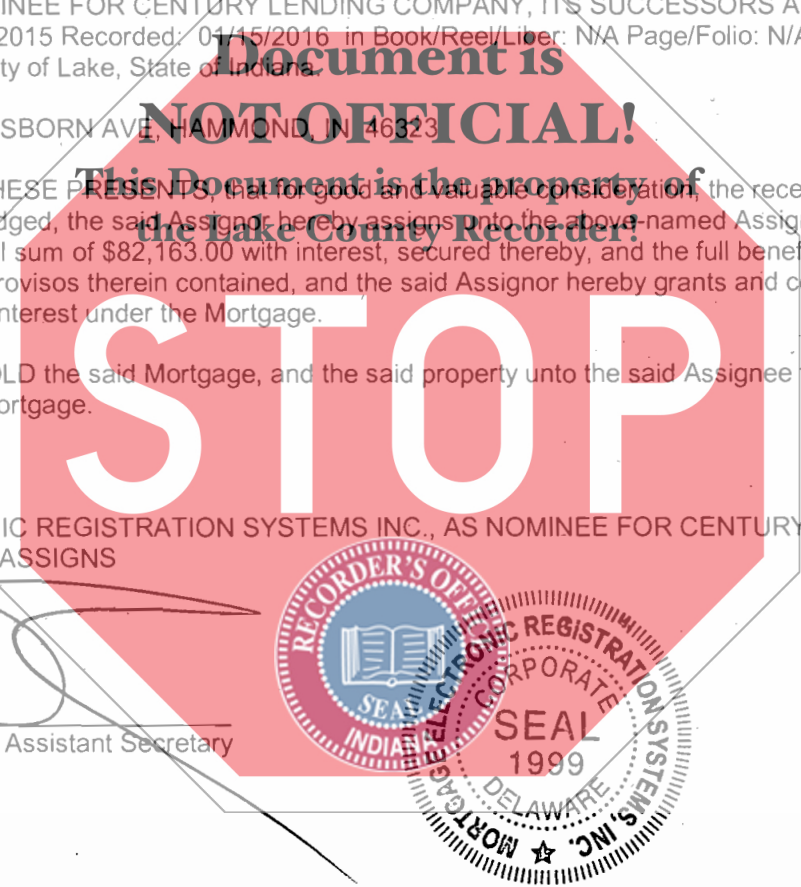 INEE FOR CENTURY LENDING COMPANY, ITS SUCCESSORS A
2015 Recorded: 01/15/2016 in Book/Reel/Liber: N/A Page/Folio: N/A
ty of Lake, State of Indiana.
Document is
NOT OFFICIAL!
SBORN AVE, HAMMOND, IN 46323
This Document is the property of
the Lake County Recorder!
HESE PRESENTS, that for good and valuable consideration, the rece
dged, the said Assignor hereby assigns unto the above-named Assig
l sum of $82,163.00 with interest, secured thereby, and the full benef
rovisos therein contained, and the said Assignor hereby grants and c
nterest under the Mortgage.
STOP
OLD the said Mortgage, and the said property unto the said Assignee
ortgage.
IC REGISTRATION SYSTEMS INC., AS NOMINEE FOR CENTURY
ASSIGNS
RECORDER'S OFFICE
SEAL
INDIANA
MORTGAGE ELECTRONIC REGISTRATION SYSTEMS, INC.
CORPORATE
SEAL
1999
DELAWARE
Assistant Secretary